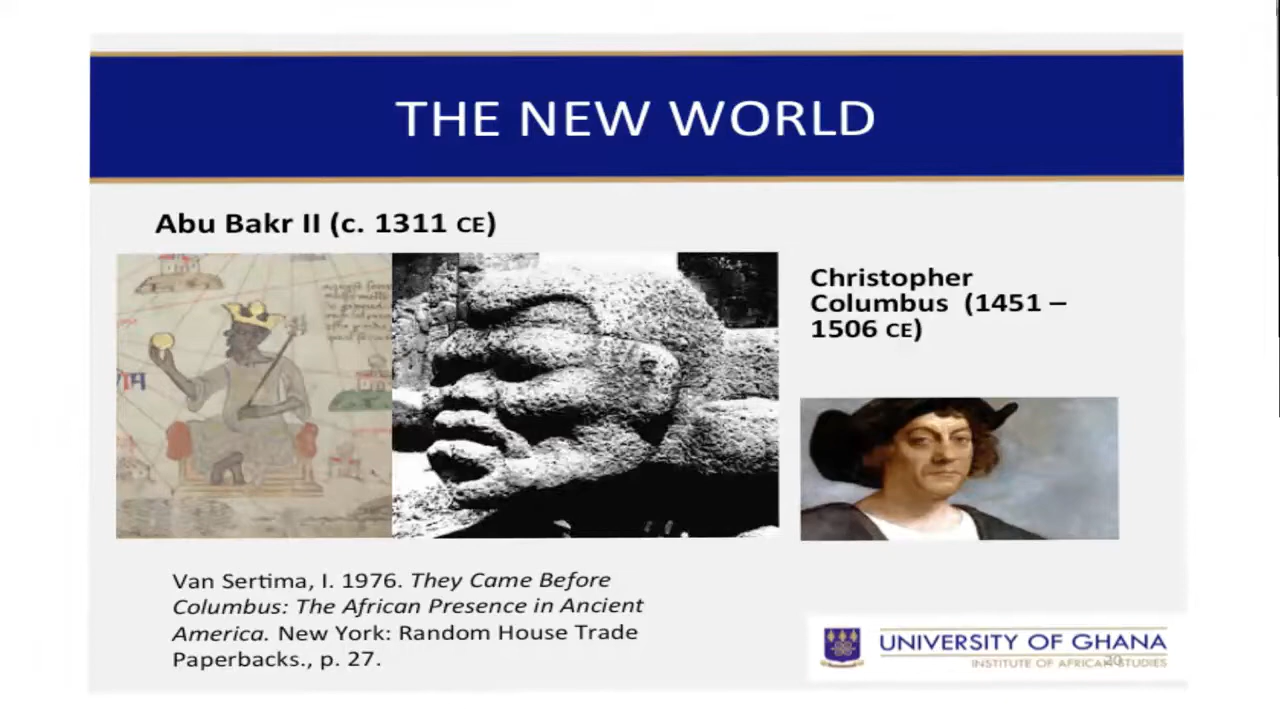 THE NEW WORLD
Abu Bakr II (c. 1311 CE)
Christopher
Columbus (1451 –
1506 CE)
Van Sertima, I. 1976. They Came Before
Columbus: The African Presence in Ancient
America. New York: Random House Trade
Paperbacks., p. 27.
UNIVERSITY OF GHANA
INSTITUTE OF AFRICAN STUDIES
20